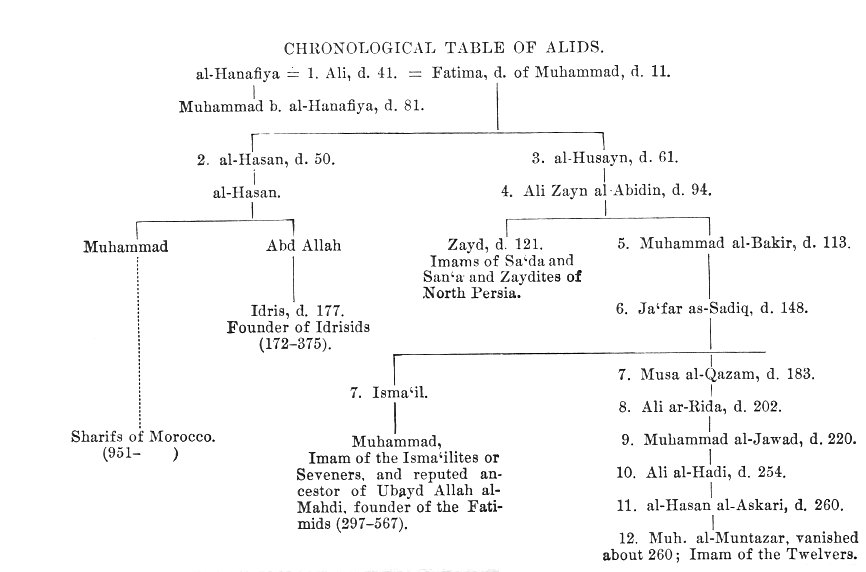 CHRONOLOGICAL TABLE OF ALIDS.
al-Hanafiya = 1. Ali, d. 41. = Fatima, d. of Muhammad, d. 11.
Muhammad b. al-Hanafiya, d. 81.
2. al-Hasan, d. 50.
3. al-Husayn, d. 61.
al-Hasan.
4. Ali Zayn al-Abidin, d. 94.
Muhammad
Abd Allah
Zayd, d. 121.
Imams of Sa‘da and
San‘a and Zaydites of
North Persia.
5. Muhammad al-Bakir, d. 113.
Idris, d. 177.
Founder of Idrisids
(172–375).
6. Ja‘far as-Sadiq, d. 148.
7. Isma‘il.
7. Musa al-Qazam, d. 183.
8. Ali ar-Rida, d. 202.
Sharifs of Morocco.
(951– )
Muhammad,
Imam of the Isma‘ilites or
Seveners, and reputed an-
cestor of Ubayd Allah al-
Mahdi, founder of the Fati-
mids (297–567).
9. Muhammad al-Jawad, d. 220.
10. Ali al-Hadi, d. 254.
11. al-Hasan al-Askari, d. 260.
12. Muh. al-Muntazar, vanished
about 260; Imam of the Twelvers.